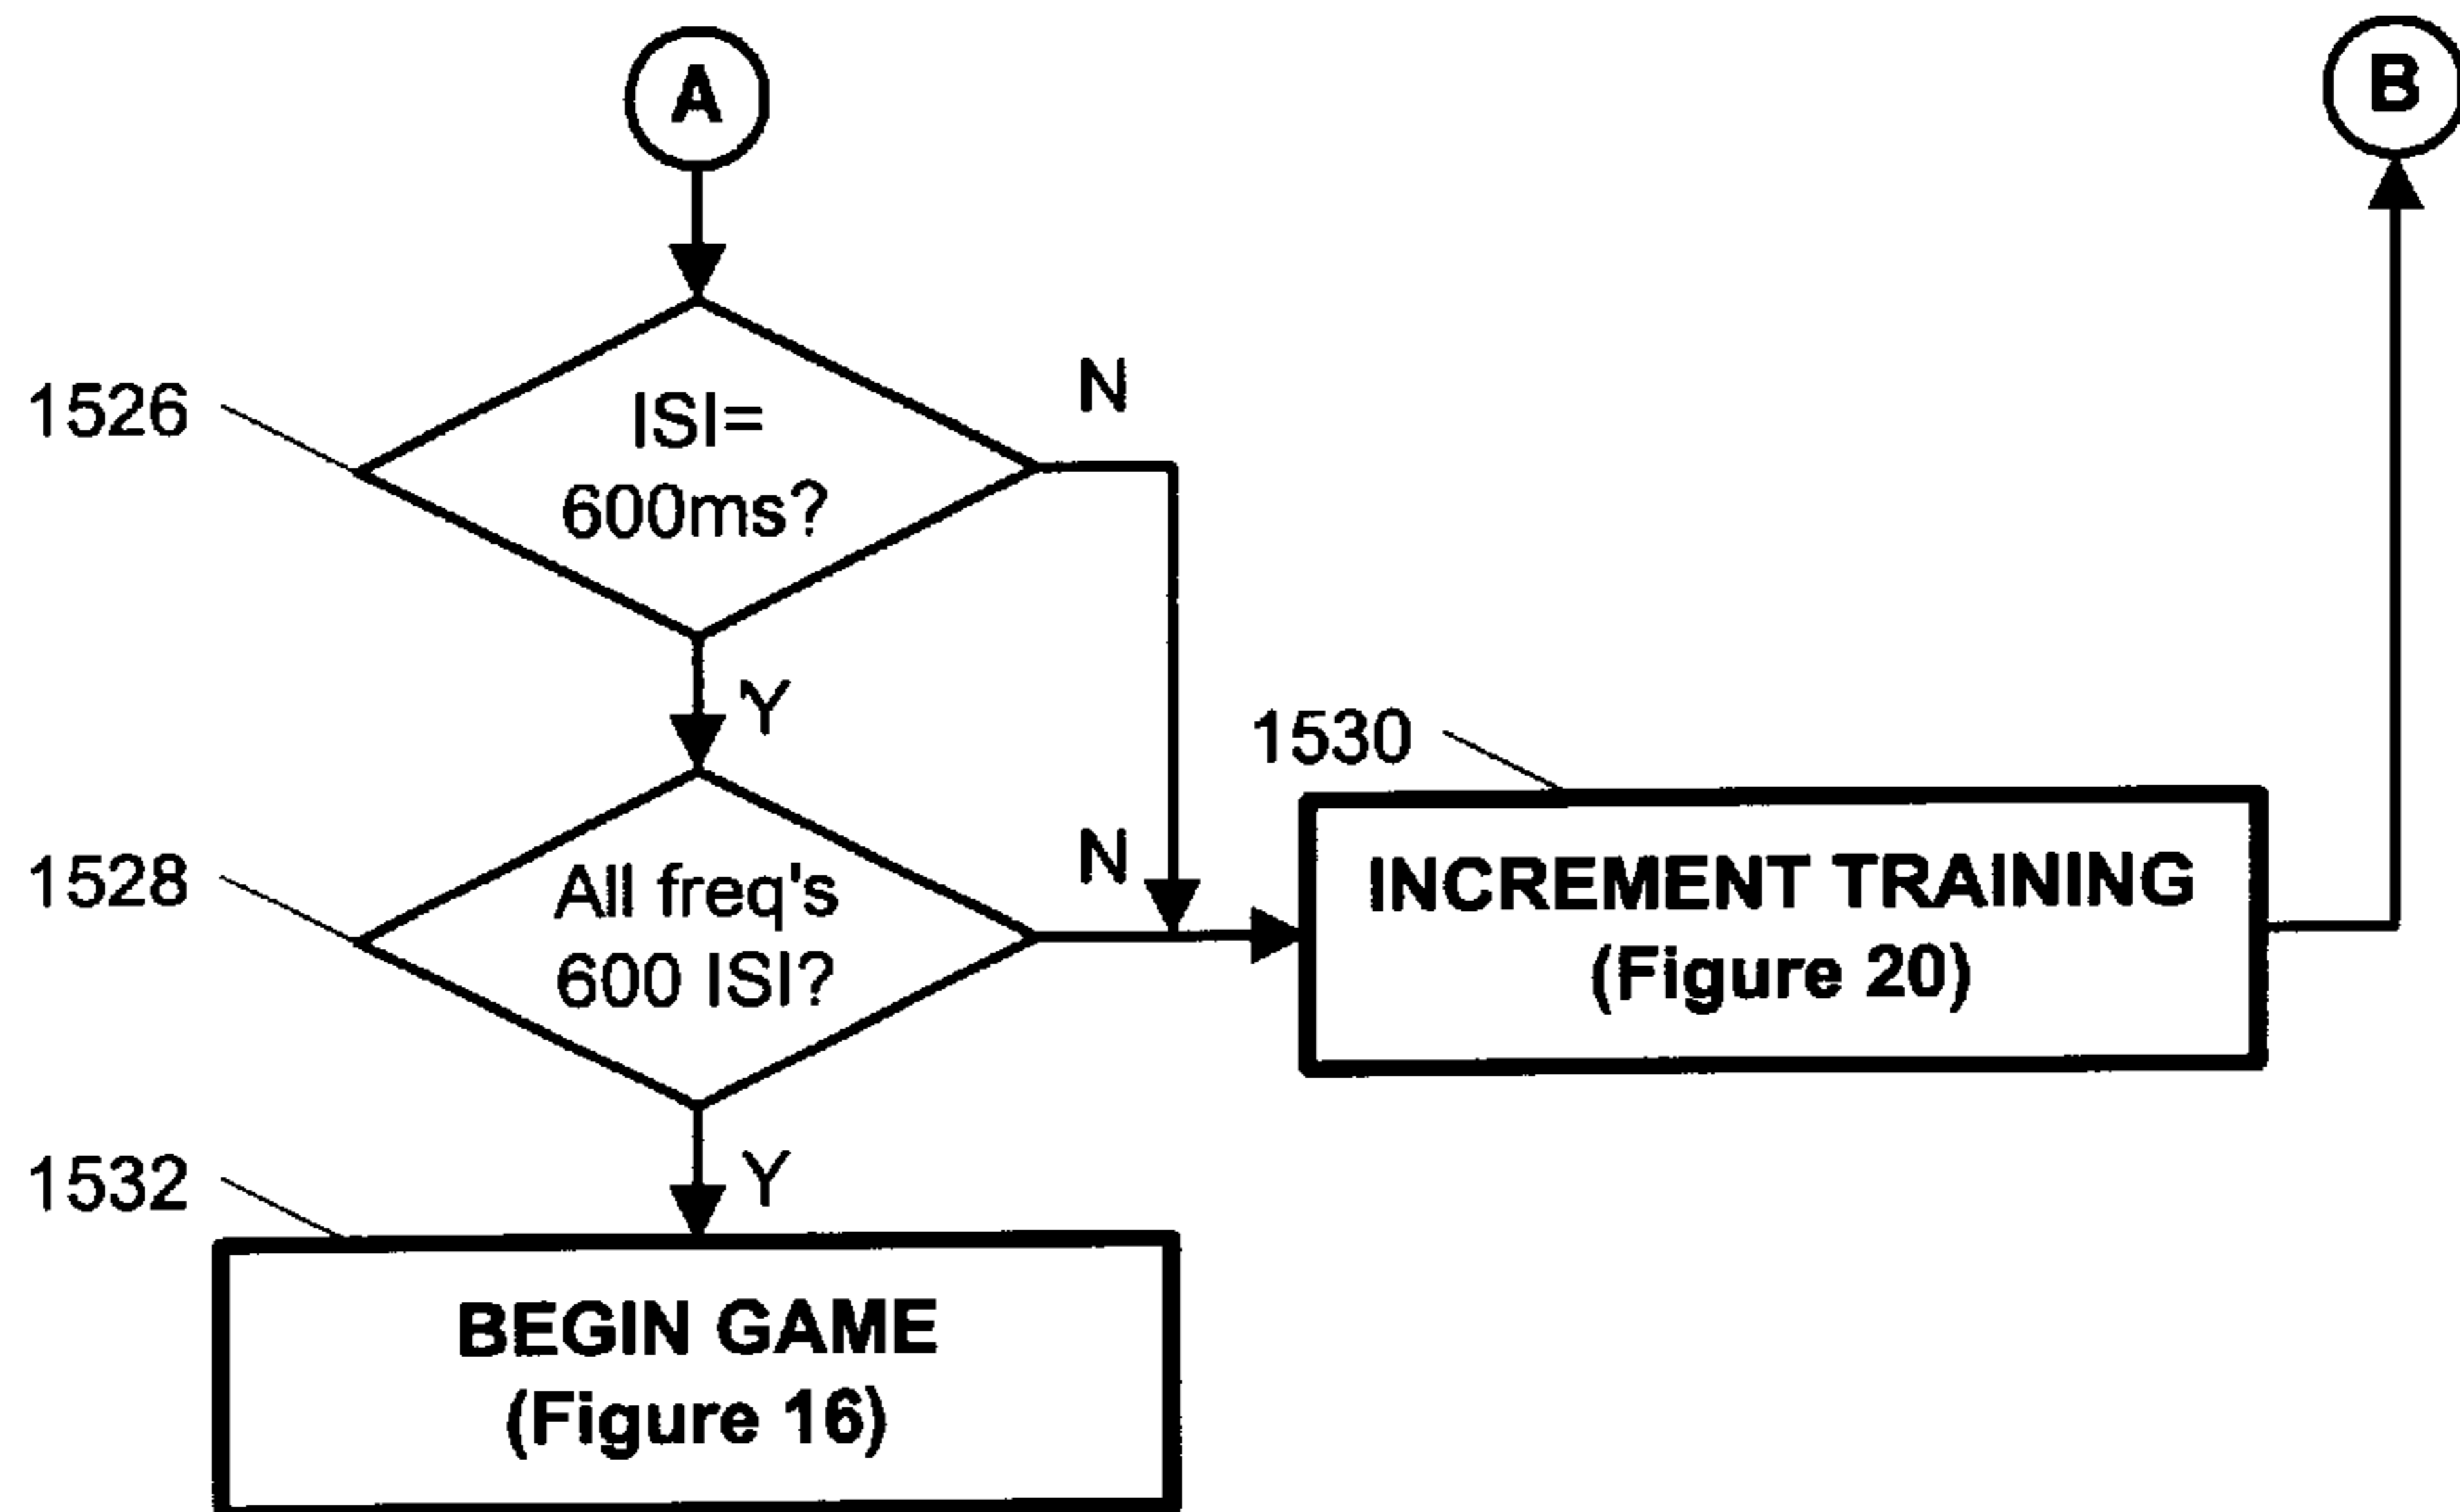 A
B
1526
ISI=
600ms?
N
Y
1528
All freq's
600 ISI?
N
1530
INCREMENT TRAINING
(Figure 20)
Y
1532
BEGIN GAME
(Figure 16)